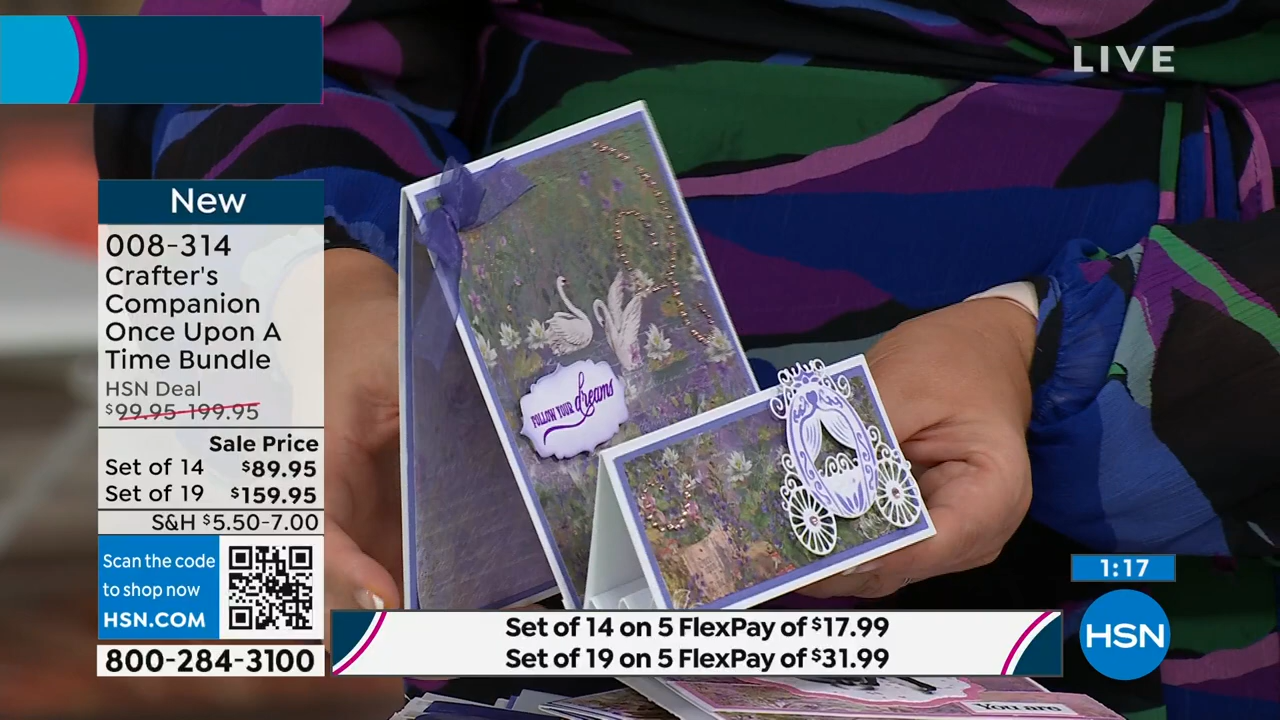 LIVE
New
008-314
Crafter's
Companion
Once Upon A
Time Bundle
HSN Deal
$99.95-199.95
Sale Price
Set of 14 $89.95
Set of 19 $159.95
S&H $5.50-7.00
Scan the code
to shop now
HSN.COM
800-284-3100
FOLLOW YOUR dreams
Set of 14 on 5 FlexPay of $17.99
Set of 19 on 5 FlexPay of $31.99
1:17
HSN
You are